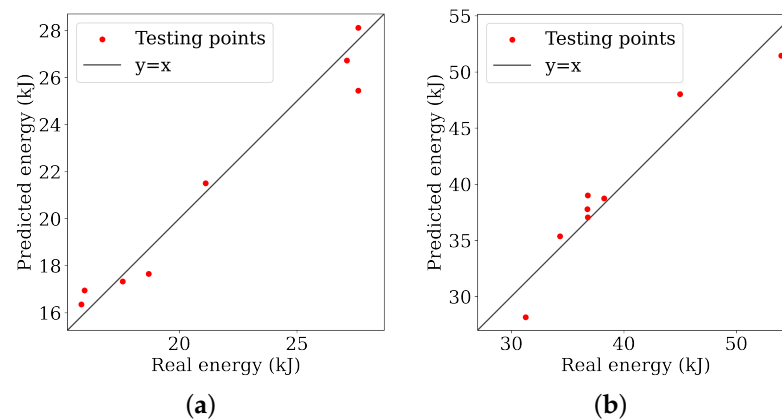 28
26
24
22
20
18
16
20
25
Predicted energy (kJ)
Real energy (kJ)
Testing points
y=x
(a)
55
50
45
40
35
30
30
40
50
Predicted energy (kJ)
Real energy (kJ)
Testing points
y=x
(b)